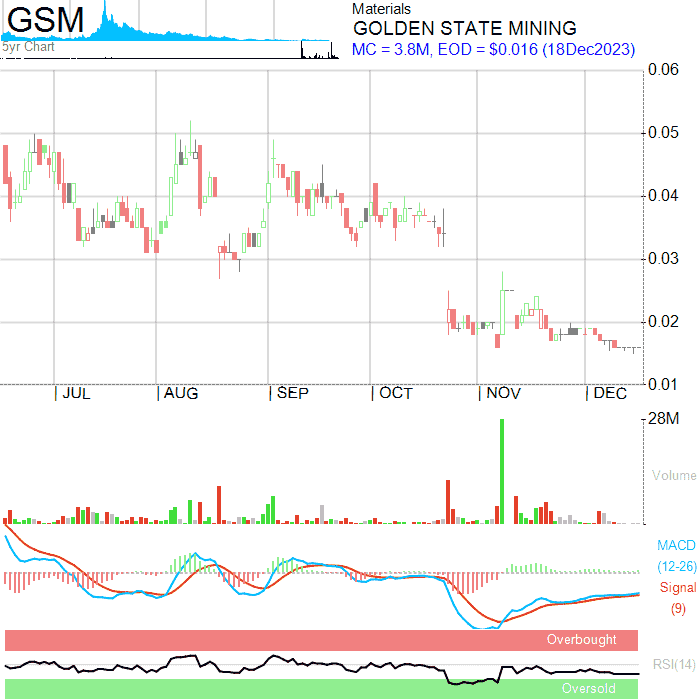 GSM
5yr Chart
Materials
GOLDEN STATE MINING
MC = 3.8M, EOD = $0.016 (18Dec2023)
0.06
0.05
0.04
0.03
0.02
0.01
JUL AUG SEP OCT NOV DEC
28M
Volume
MACD
(12-26)
Signal
(9)
Overbought
RSI(14)
Oversold